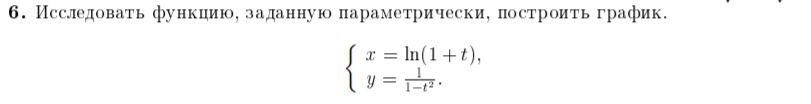 6. Исследовать функцию, заданную параметрически, построить график.
{ x = ln(1 + t),
y = 1/(1−t²).